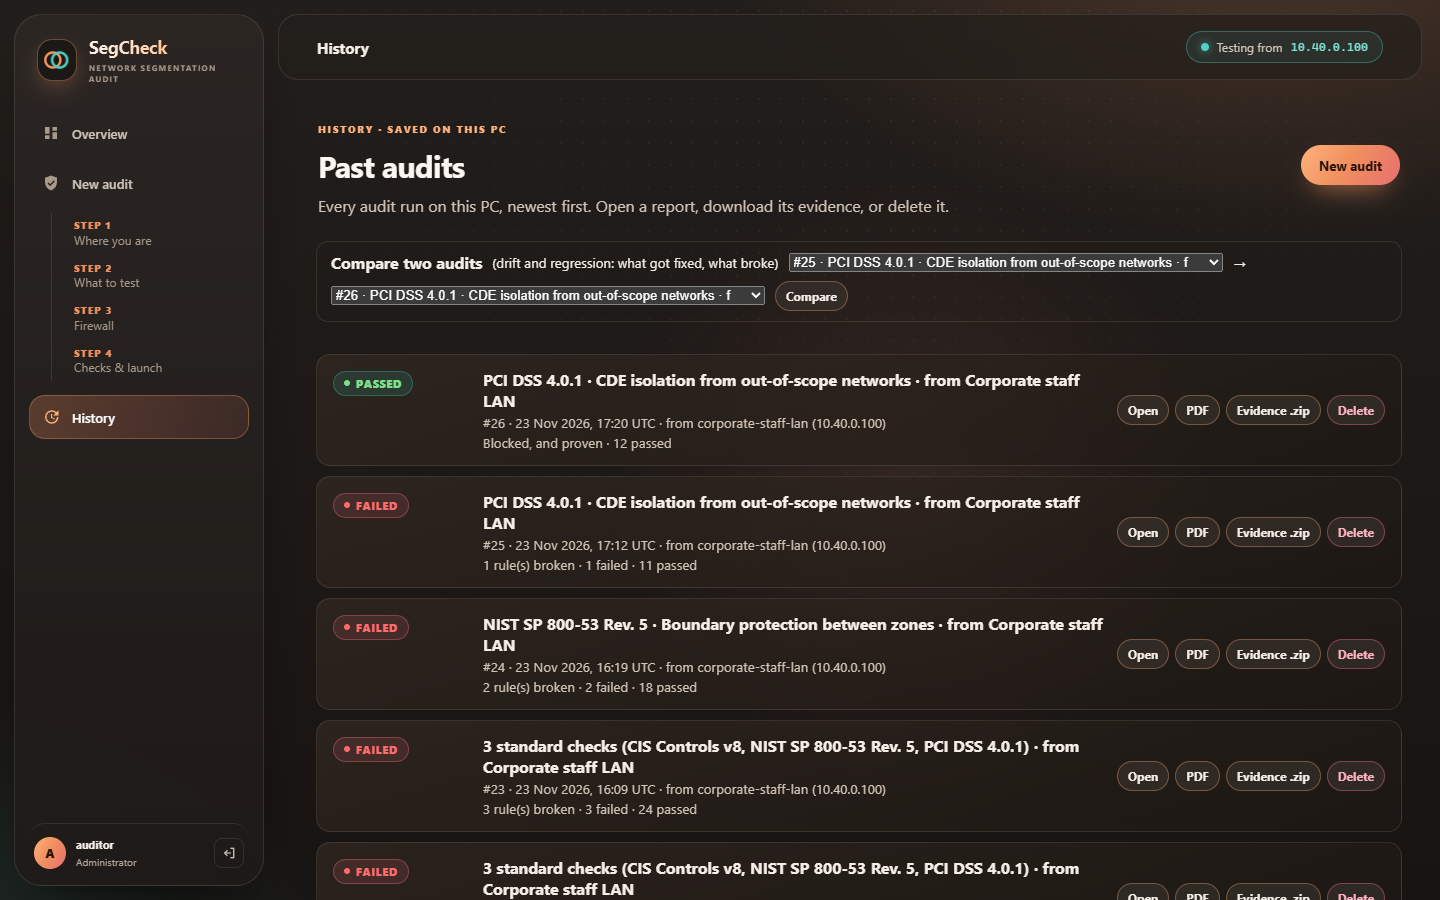 SegCheck
NETWORK SEGMENTATION
AUDIT
Overview
New audit
STEP 1
Where you are
STEP 2
What to test
STEP 3
Firewall
STEP 4
Checks & launch
History
A
auditor
Administrator
History
Testing from 10.40.0.100
HISTORY · SAVED ON THIS PC
Past audits
New audit
Every audit run on this PC, newest first. Open a report, download its evidence, or delete it.
Compare two audits (drift and regression: what got fixed, what broke) #25 · PCI DSS 4.0.1 · CDE isolation from out-of-scope networks · f →
#26 · PCI DSS 4.0.1 · CDE isolation from out-of-scope networks · f Compare
PASSED
PCI DSS 4.0.1 · CDE isolation from out-of-scope networks · from Corporate staff
LAN
#26 · 23 Nov 2026, 17:20 UTC · from corporate-staff-lan (10.40.0.100)
Blocked, and proven · 12 passed
Open PDF Evidence .zip Delete
FAILED
PCI DSS 4.0.1 · CDE isolation from out-of-scope networks · from Corporate staff
LAN
#25 · 23 Nov 2026, 17:12 UTC · from corporate-staff-lan (10.40.0.100)
1 rule(s) broken · 1 failed · 11 passed
Open PDF Evidence .zip Delete
FAILED
NIST SP 800-53 Rev. 5 · Boundary protection between zones · from Corporate staff
LAN
#24 · 23 Nov 2026, 16:19 UTC · from corporate-staff-lan (10.40.0.100)
2 rule(s) broken · 2 failed · 18 passed
Open PDF Evidence .zip Delete
FAILED
3 standard checks (CIS Controls v8, NIST SP 800-53 Rev. 5, PCI DSS 4.0.1) · from
Corporate staff LAN
#23 · 23 Nov 2026, 16:09 UTC · from corporate-staff-lan (10.40.0.100)
3 rule(s) broken · 3 failed · 24 passed
Open PDF Evidence .zip Delete
FAILED
3 standard checks (CIS Controls v8, NIST SP 800-53 Rev. 5, PCI DSS 4.0.1) · from
Corporate staff LAN
Open PDF Evidence .zip Delete